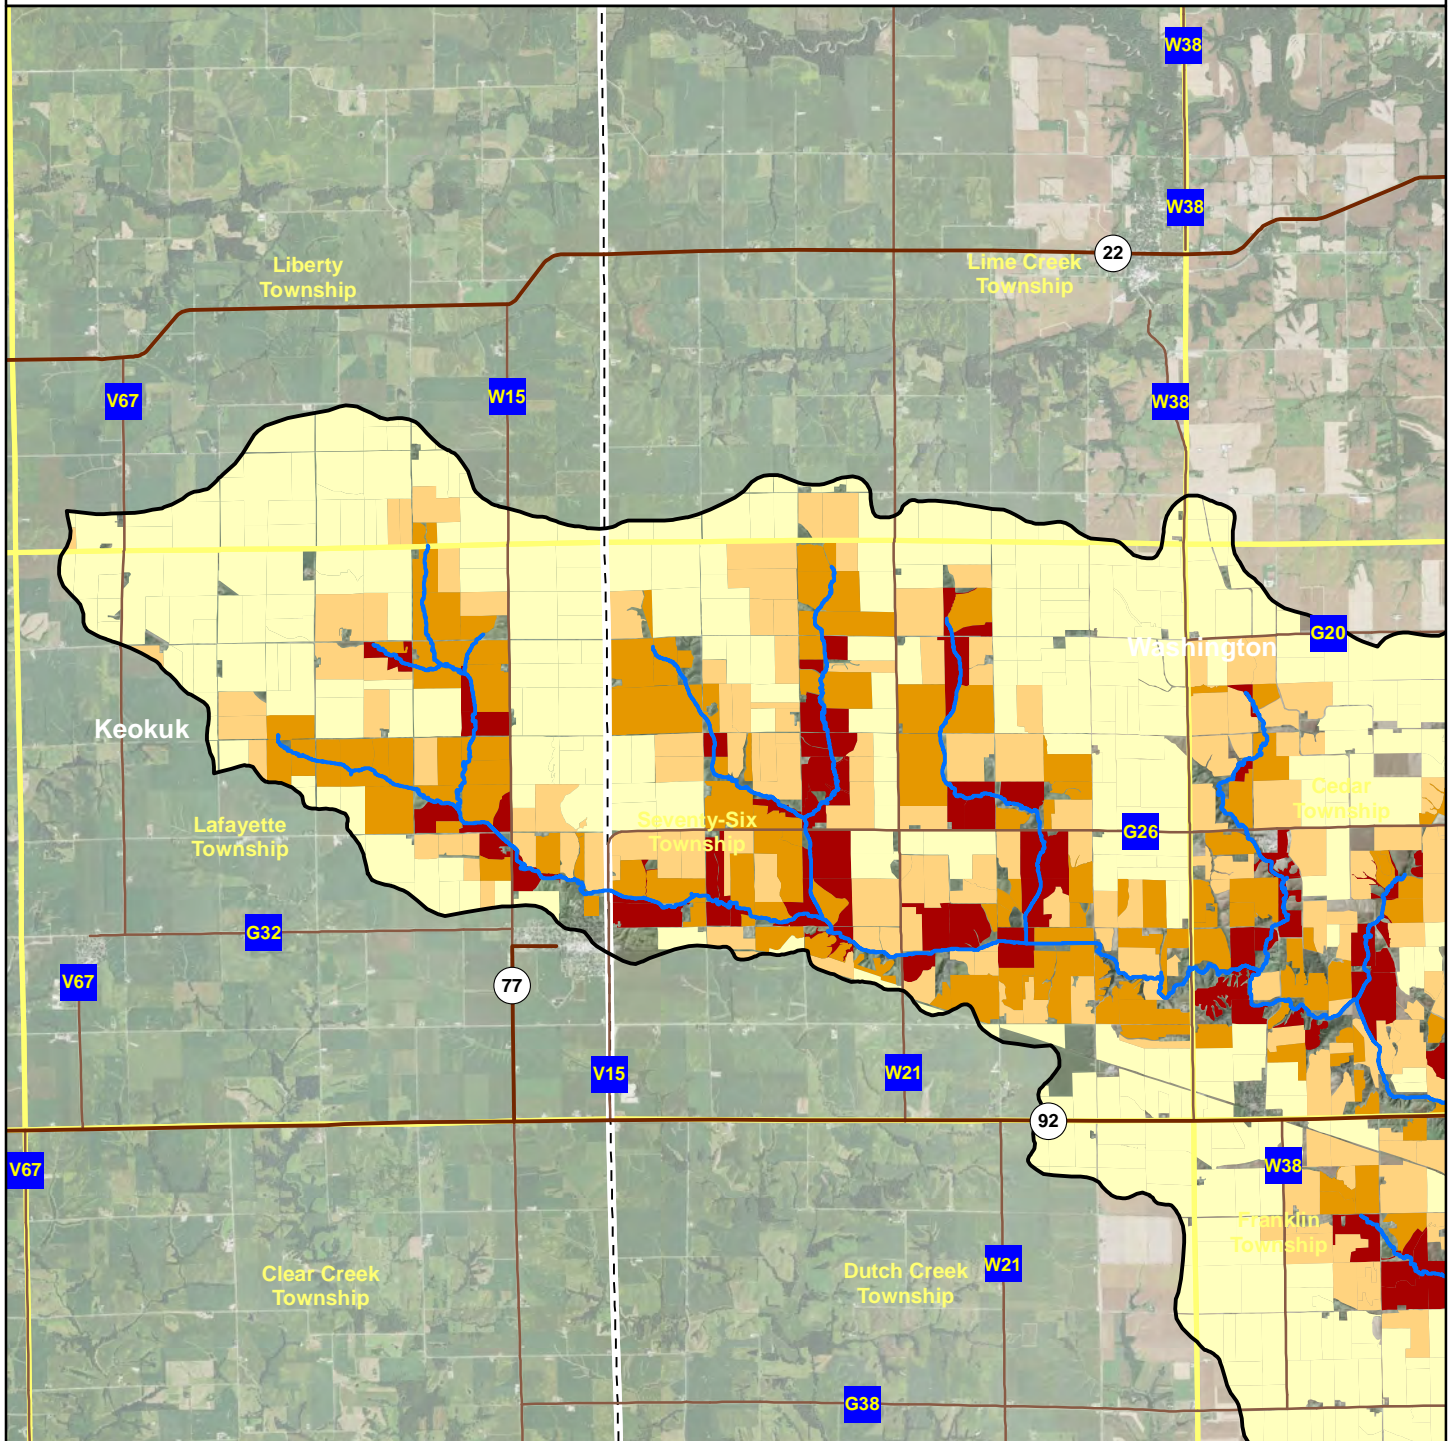 W38
W38
22
Liberty
Township
Lime Creek
Township
V67
W15
W38
G20
Washington
Keokuk
Cedar
Township
Lafayette
Township
Seventy-Six
Township
G26
G32
V67
77
V15
W21
92
V67
W38
Franklin
Township
Clear Creek
Township
Dutch Creek
Township
W21
G38